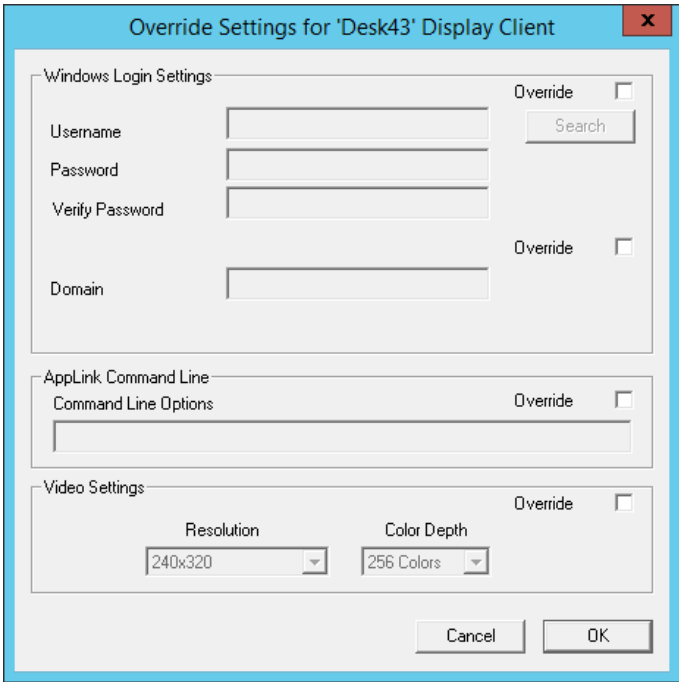 Override Settings for 'Desk43' Display Client
x
Windows Login Settings
Override
Username
Search
Password
Verify Password
Override
Domain
AppLink Command Line
Command Line Options
Override
Video Settings
Override
Resolution
Color Depth
240x320
256 Colors
Cancel
OK